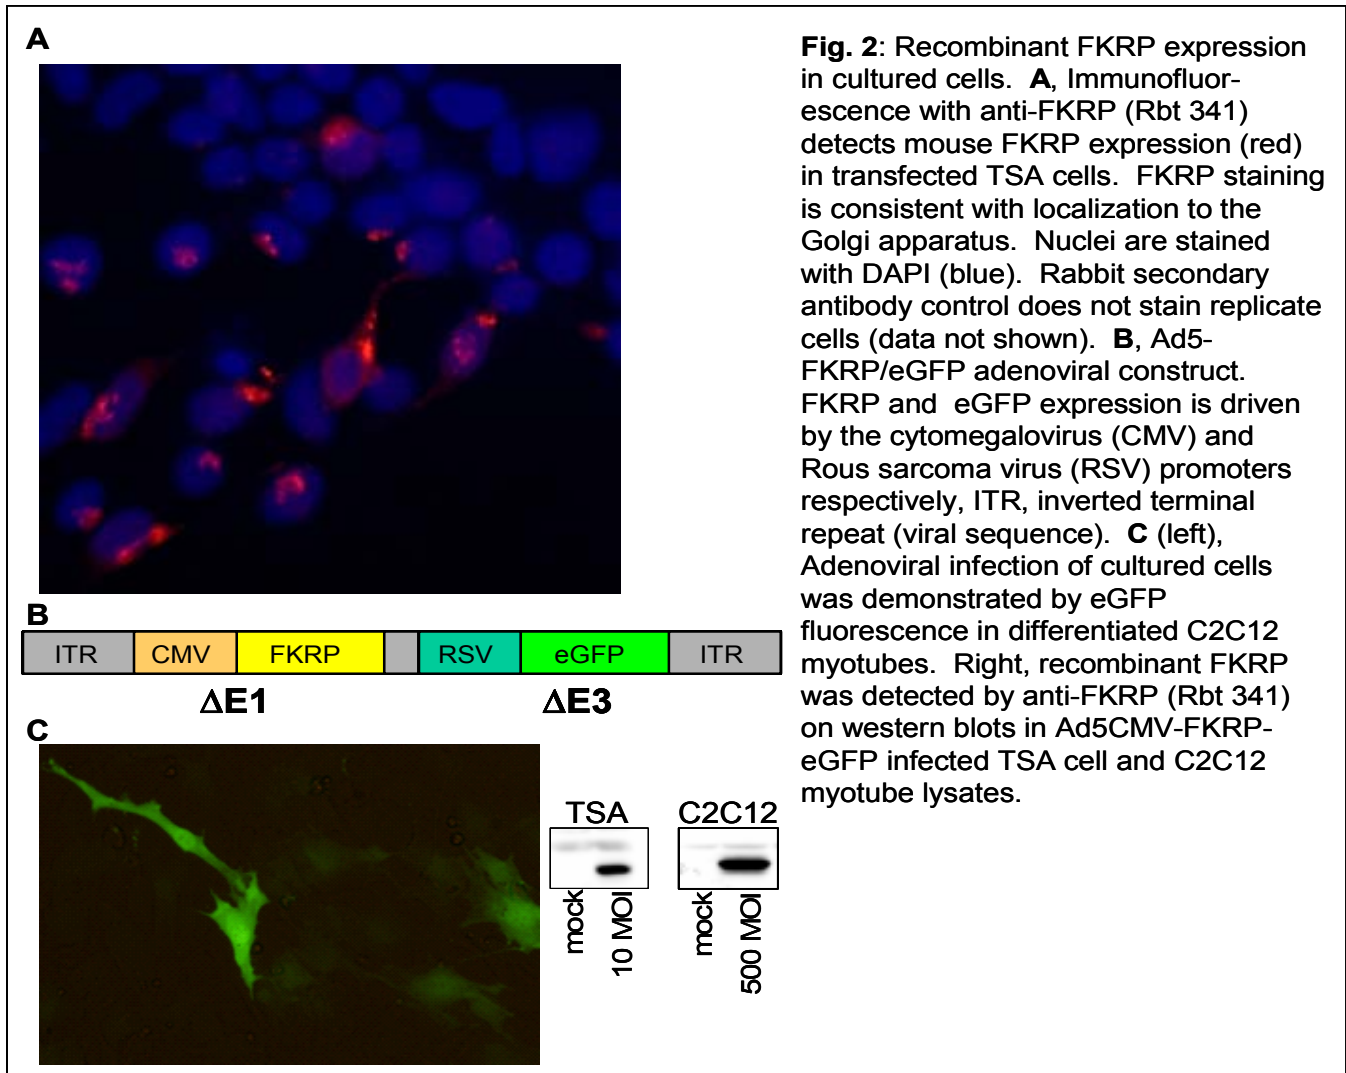 A
B
ITR CMV FKRP RSV eGFP ITR
ΔE1 ΔE3
C
TSA C2C12
mock 10 MOI mock 500 MOI
Fig. 2: Recombinant FKRP expression
in cultured cells.  A, Immunofluor-
escence with anti-FKRP (Rbt 341)
detects mouse FKRP expression (red)
in transfected TSA cells.  FKRP staining
is consistent with localization to the
Golgi apparatus.  Nuclei are stained
with DAPI (blue).  Rabbit secondary
antibody control does not stain replicate
cells (data not shown).  B, Ad5-
FKRP/eGFP adenoviral construct.
FKRP and  eGFP expression is driven
by the cytomegalovirus (CMV) and
Rous sarcoma virus (RSV) promoters
respectively, ITR, inverted terminal
repeat (viral sequence).  C (left),
Adenoviral infection of cultured cells
was demonstrated by eGFP
fluorescence in differentiated C2C12
myotubes.  Right, recombinant FKRP
was detected by anti-FKRP (Rbt 341)
on western blots in Ad5CMV-FKRP-
eGFP infected TSA cell and C2C12
myotube lysates.